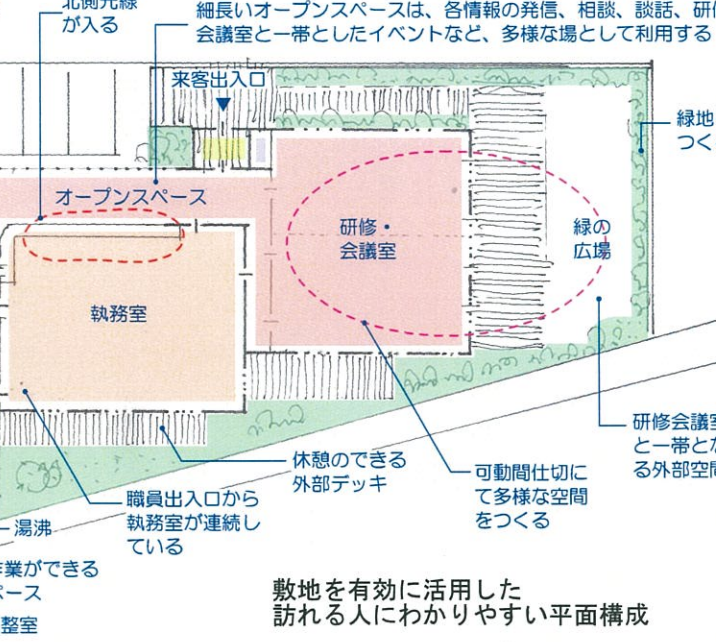 北側光線
が入る
細長いオープンスペースは、各情報の発信、相談、談話、研
会議室と一帯としたイベントなど、多様な場として利用する
来客出入口
緑地
つく
オープンスペース
研修・
会議室
緑の
広場
執務室
研修会議室
と一帯とな
る外部空間
休憩のできる
外部デッキ
可動間仕切に
て多様な空間
をつくる
職員出入口から
執務室が連続し
ている
湯沸
作業ができる
ペース
整室
敷地を有効に活用した
訪れる人にわかりやすい平面構成